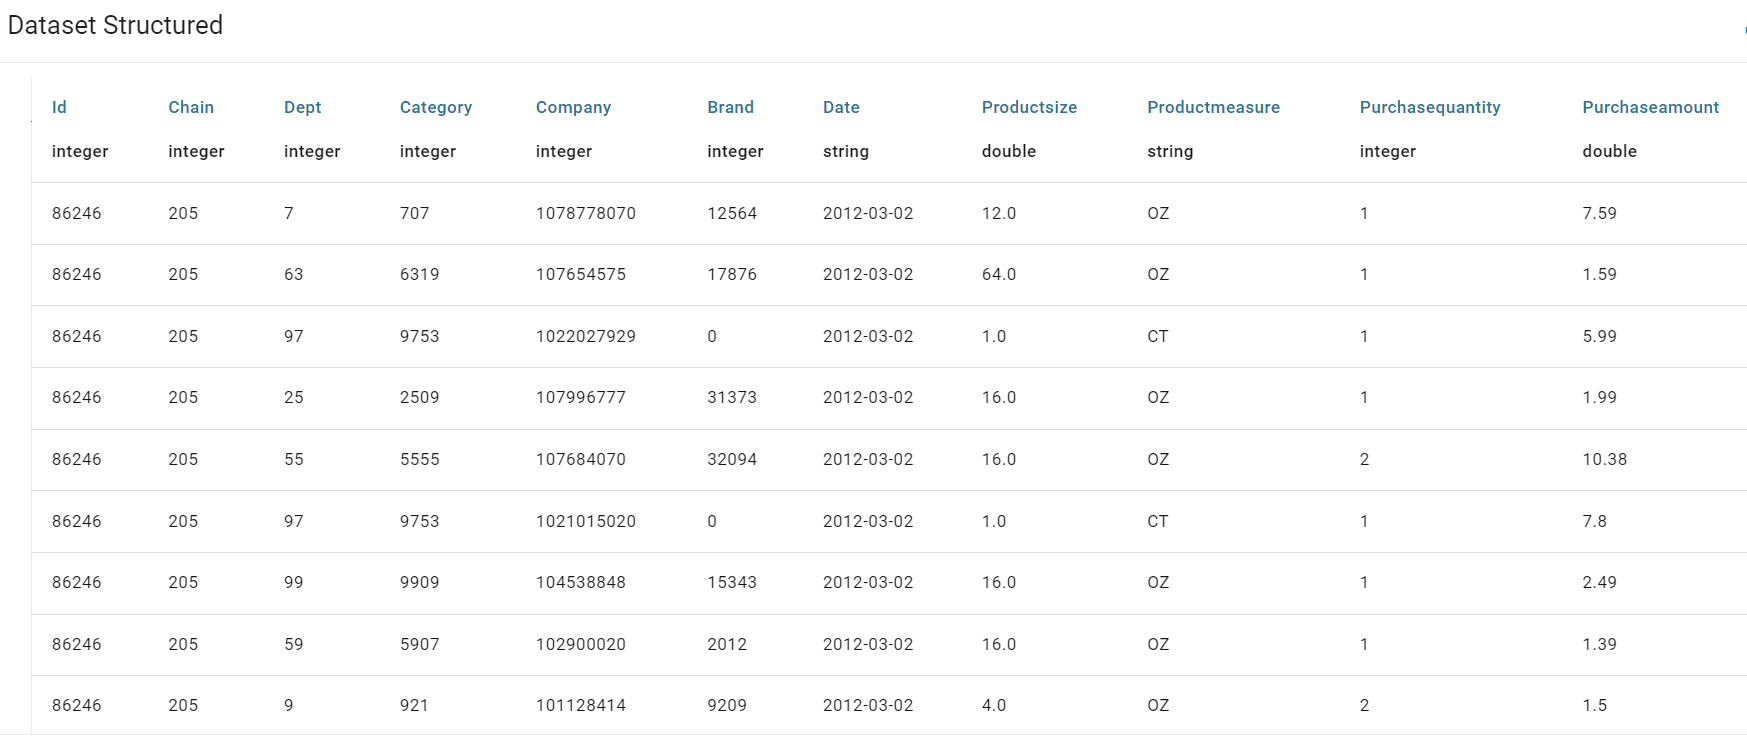 Dataset Structured
Id Chain Dept Category Company Brand Date Productsize Productmeasure Purchasequantity Purchaseamount
integer integer integer integer integer integer string double string integer double
86246 205 7 707 1078778070 12564 2012-03-02 12.0 OZ 1 7.59
86246 205 63 6319 107654575 17876 2012-03-02 64.0 OZ 1 1.59
86246 205 97 9753 1022027929 0 2012-03-02 1.0 CT 1 5.99
86246 205 25 2509 107996777 31373 2012-03-02 16.0 OZ 1 1.99
86246 205 55 5555 107684070 32094 2012-03-02 16.0 OZ 2 10.38
86246 205 97 9753 1021015020 0 2012-03-02 1.0 CT 1 7.8
86246 205 99 9909 104538848 15343 2012-03-02 16.0 OZ 1 2.49
86246 205 59 5907 102900020 2012 2012-03-02 16.0 OZ 1 1.39
86246 205 9 921 101128414 9209 2012-03-02 4.0 OZ 2 1.5